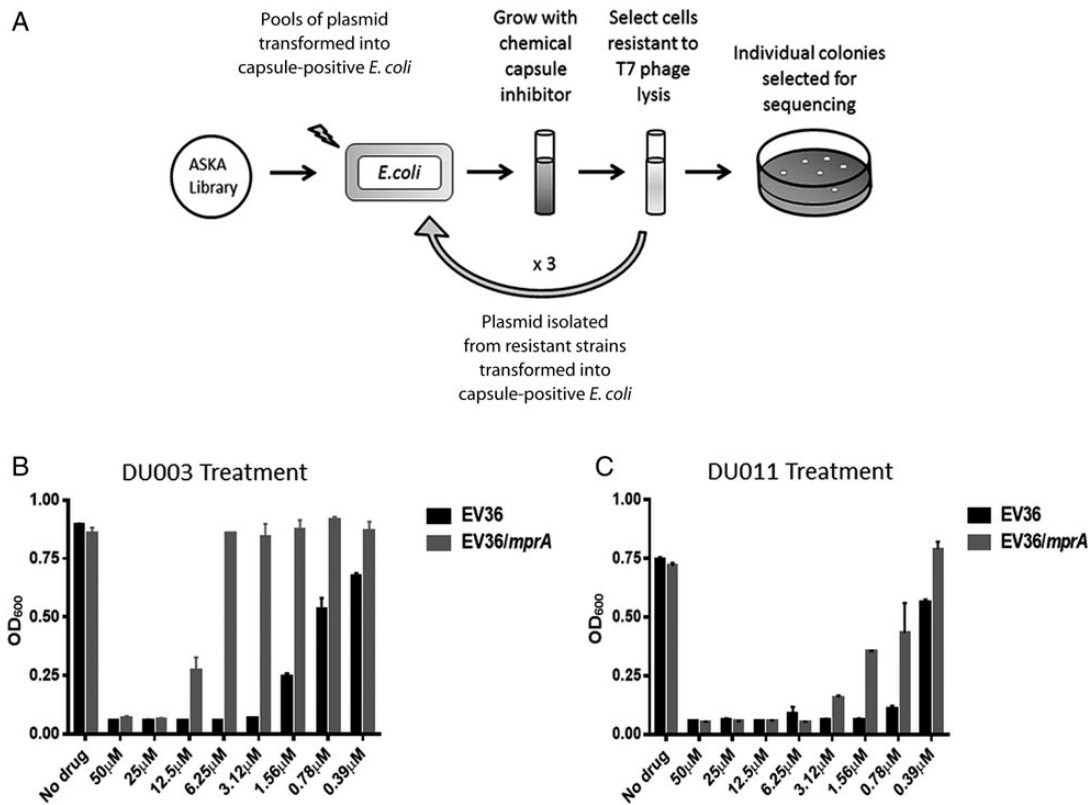 A
Pools of plasmid
transformed into
capsule-positive E. coli
Grow with
chemical
capsule
inhibitor
Select cells
resistant to
T7 phage
lysis
Individual colonies
selected for
sequencing
ASKA
Library
E.coli
x 3
Plasmid isolated
from resistant strains
transformed into
capsule-positive E. coli
B
DU003 Treatment
1.00
0.75
0.50
0.25
0.00
OD600
No drug
50μM
25μM
12.5μM
6.25μM
3.12μM
1.56μM
0.78μM
0.39μM
EV36
EV36/mprA
C
DU011 Treatment
1.00
0.75
0.50
0.25
0.00
OD600
No drug
50μM
25μM
12.5μM
6.25μM
3.12μM
1.56μM
0.78μM
0.39μM
EV36
EV36/mprA